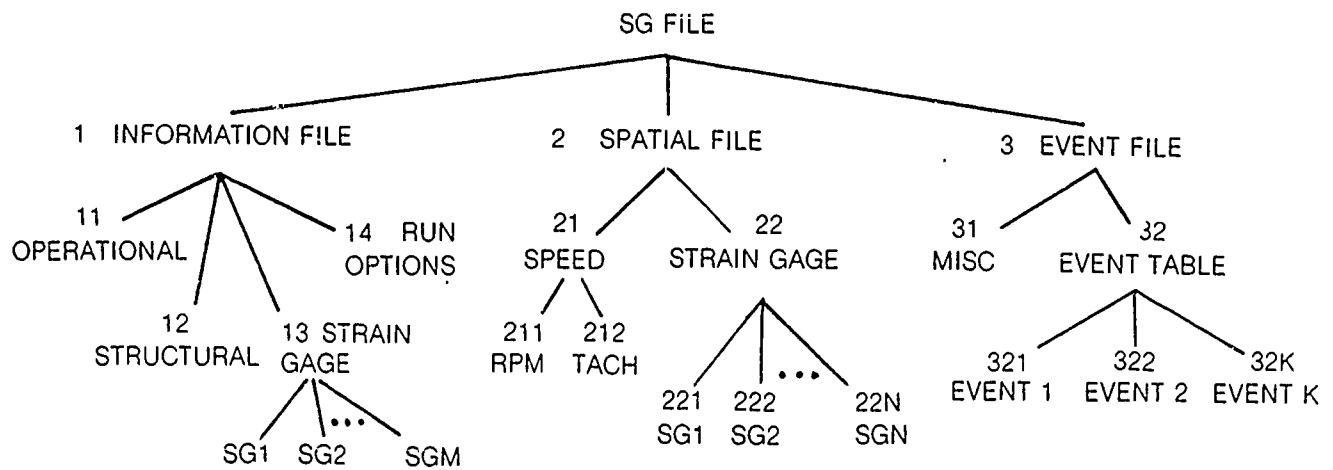 SG FILE
1 INFORMATION FILE
2 SPATIAL FILE
3 EVENT FILE
11
OPERATIONAL
14 RUN
OPTIONS
12
STRUCTURAL
13 STRAIN
GAGE
SG1 SG2 ... SGM
21
SPEED
22
STRAIN GAGE
211
RPM
212
TACH
221
SG1
222
SG2
...
22N
SGN
31
MISC
32
EVENT TABLE
321
EVENT 1
322
EVENT 2
32K
EVENT K